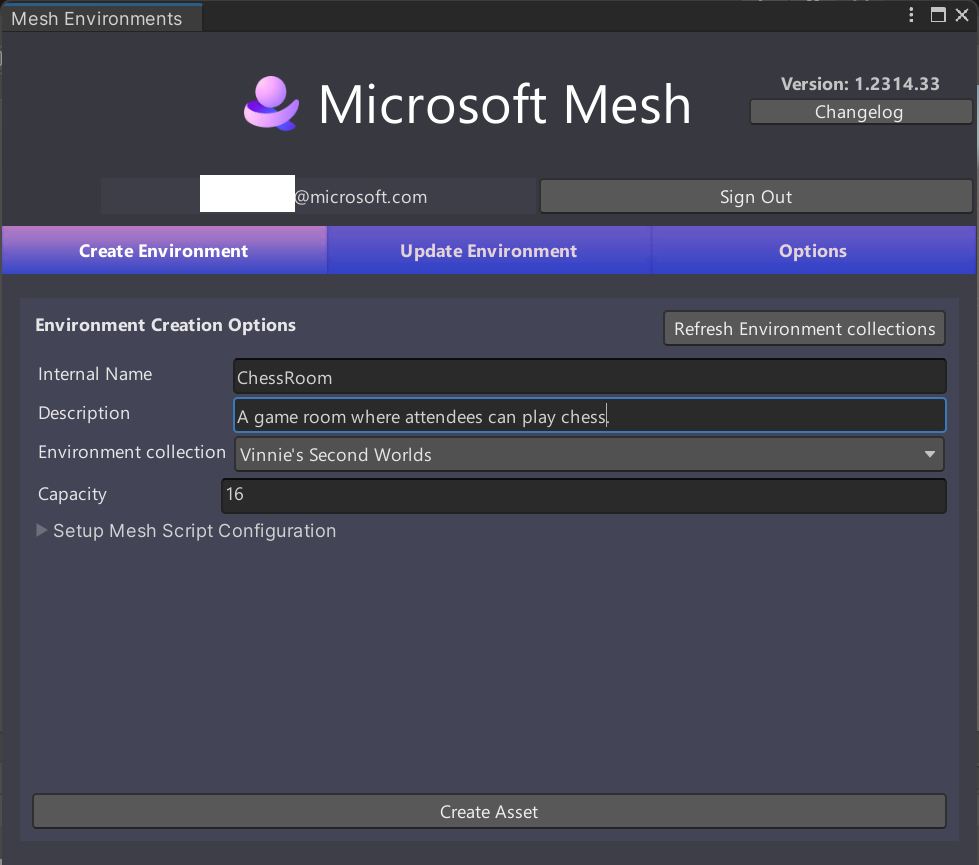 Mesh Environments
Microsoft Mesh
Version: 1.2314.33
Changelog
@microsoft.com
Sign Out
Create Environment
Update Environment
Options
Environment Creation Options
Refresh Environment collections
Internal Name
ChessRoom
Description
A game room where attendees can play chess.
Environment collection
Vinnie's Second Worlds
Capacity
16
Setup Mesh Script Configuration
Create Asset